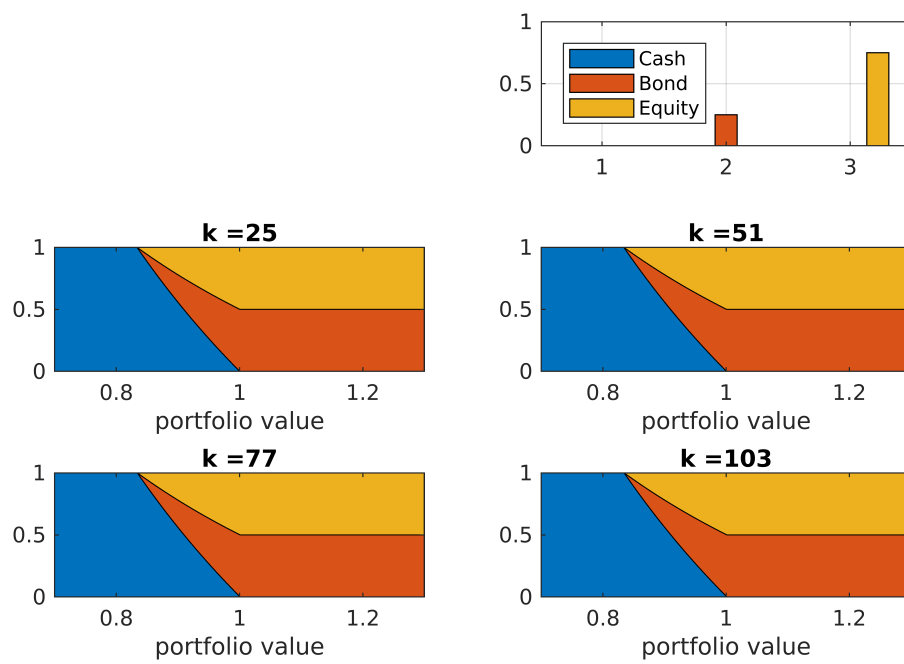 1
0.5
0
Cash
Bond
Equity
1 2 3
k =25
1
0.5
0
0.8 1 1.2
portfolio value
k =51
1
0.5
0
0.8 1 1.2
portfolio value
k =77
1
0.5
0
0.8 1 1.2
portfolio value
k =103
1
0.5
0
0.8 1 1.2
portfolio value